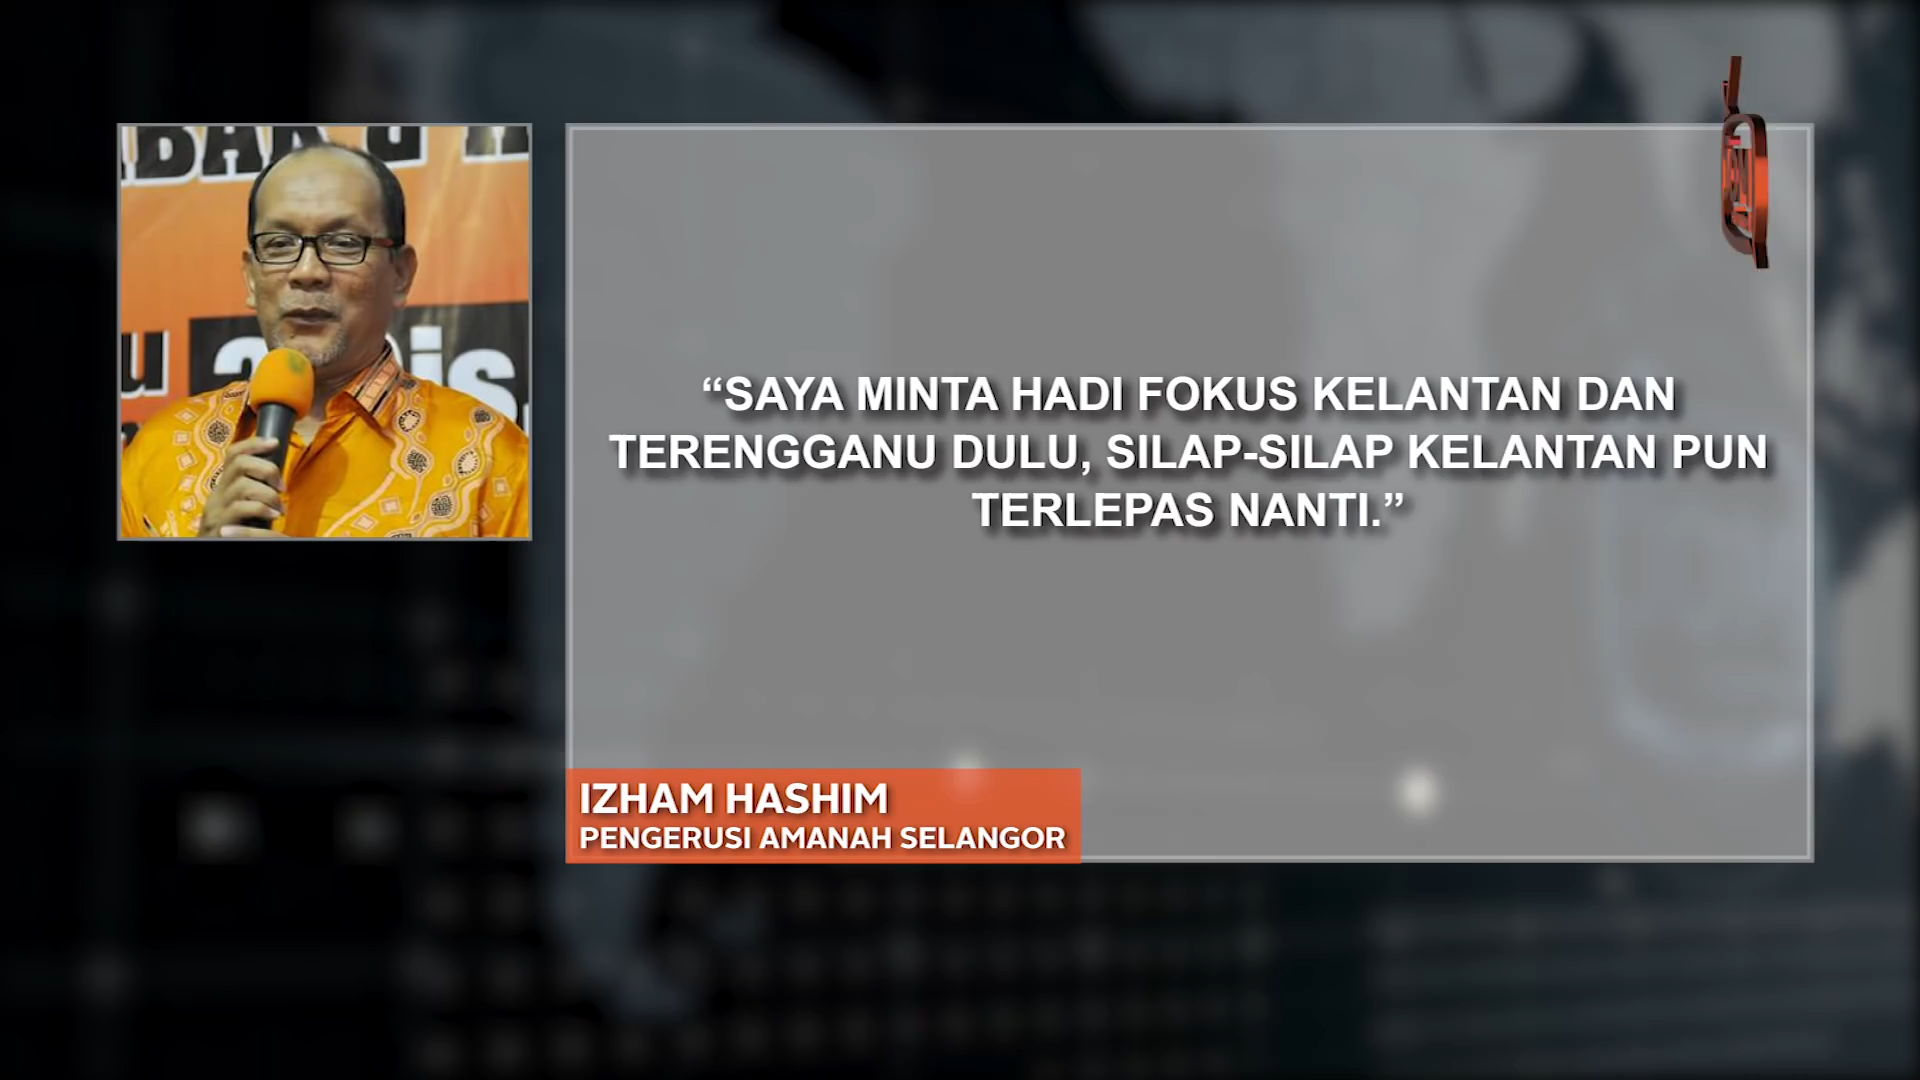 “SAYA MINTA HADI FOKUS KELANTAN DAN
TERENGGANU DULU, SILAP-SILAP KELANTAN PUN
TERLEPAS NANTI.”
IZHAM HASHIM
PENGERUSI AMANAH SELANGOR